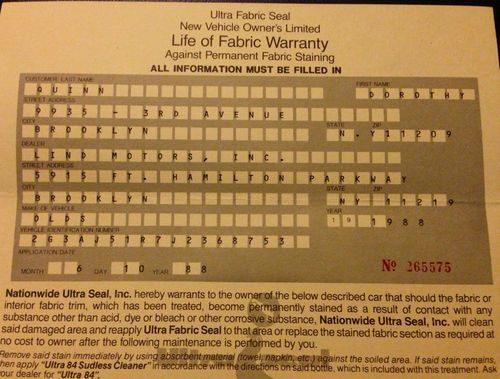 Ultra Fabric Seal
New Vehicle Owner's Limited
Life of Fabric Warranty
Against Permanent Fabric Staining
ALL INFORMATION MUST BE FILLED IN
CUSTOMER LAST NAME FIRST NAME
QUINN DOROTHY
STREET ADDRESS
9935 - 3RD AVENUE
CITY STATE ZIP
BROOKLYN N.Y 11209
DEALER
LIND MOTORS, INC.
STREET ADDRESS
5915 FT. HAMILTON PARKWAY
CITY STATE ZIP
BROOKLYN NY 11219
MAKE OF VEHICLE YEAR
OLDS 1988
VEHICLE IDENTIFICATION NUMBER
2G3AJ51R7J2368753
APPLICATION DATE
MONTH 6 DAY 10 YEAR 88
No 265575
Nationwide Ultra Seal, Inc. hereby warrants to the owner of the below described car that should the fabric or
interior fabric trim, which has been treated, become permanently stained as a result of contact with any
substance other than acid, dye or bleach or other corrosive substance, Nationwide Ultra Seal, Inc. will clean
said damaged area and reapply Ultra Fabric Seal to that area or replace the stained fabric section as required at
no cost to owner after the following maintenance is performed by you.
Remove said stain immediately by using absorbent material (towel, napkin, etc.) against the soiled area. If said stain remains,
then apply "Ultra 84 Sudless Cleaner" in accordance with the directions on said bottle, which is included with this treatment. Ask
your dealer for "Ultra 84".